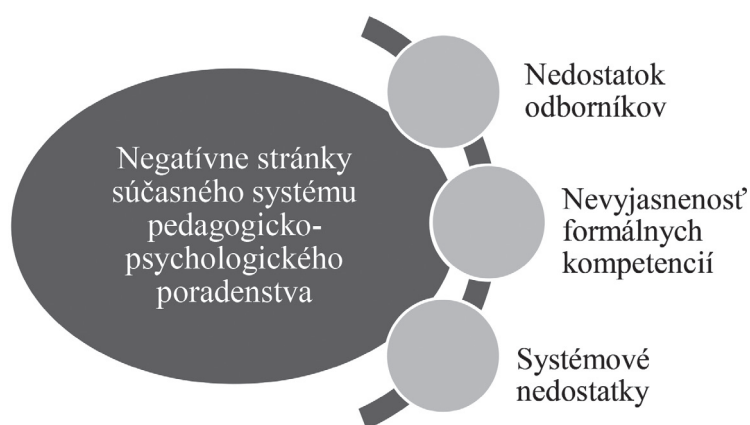 Negatívne stránky
súčasného systému
pedagogicko-
psychologického
poradenstva
Nedostatok
odborníkov
Nevyjasnenosť
formálnych
kompetencií
Systémové
nedostatky